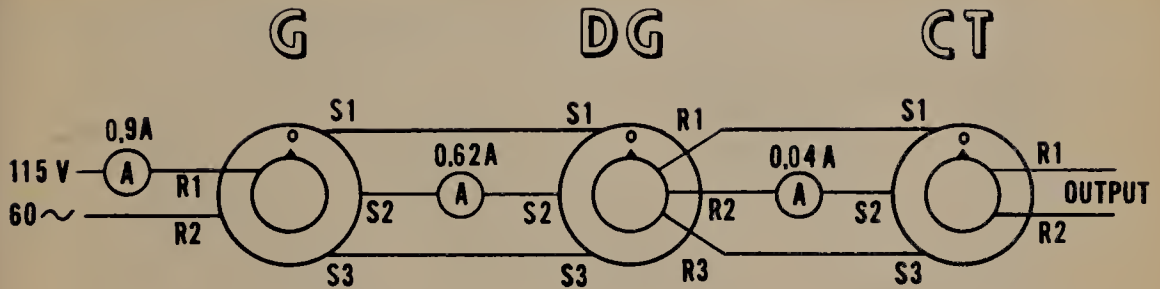 G DG CT
S1 S1 R1 S1
0.9A 0.62A 0.04A R1
115 V A R1 A A OUTPUT
60~ R2 S2 S2 R2 S2 R2
S3 S3 R3 S3